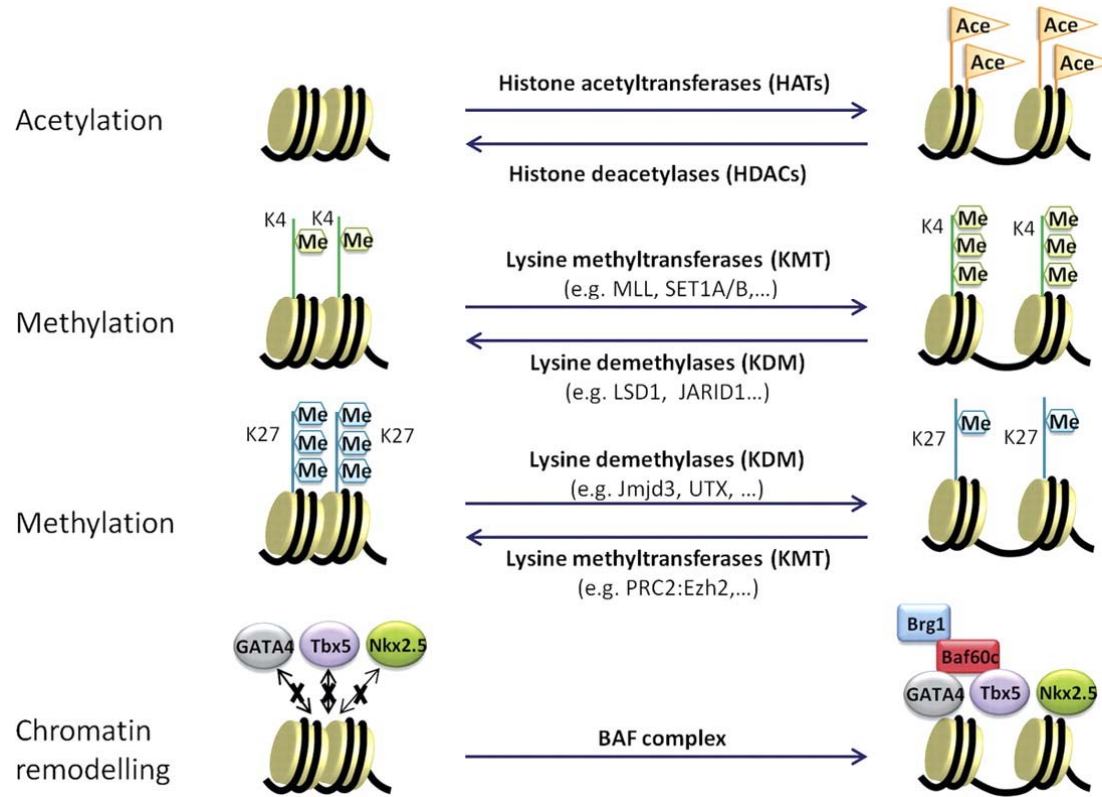 Ace Ace
Ace Ace
Acetylation
Histone acetyltransferases (HATs)
Histone deacetylases (HDACs)
K4 K4
Me Me
K4 Me K4 Me
Me Me
Me Me
Methylation
Lysine methyltransferases (KMT)
(e.g. MLL, SET1A/B,...)
Lysine demethylases (KDM)
(e.g. LSD1, JARID1...)
K27 Me Me K27
Me Me
Me Me
K27 Me K27 Me
Methylation
Lysine demethylases (KDM)
(e.g. Jmjd3, UTX, ...)
Lysine methyltransferases (KMT)
(e.g. PRC2:Ezh2,...)
GATA4 Tbx5 Nkx2.5
X X X
Brg1
Baf60c
GATA4 Tbx5 Nkx2.5
Chromatin
remodelling
BAF complex